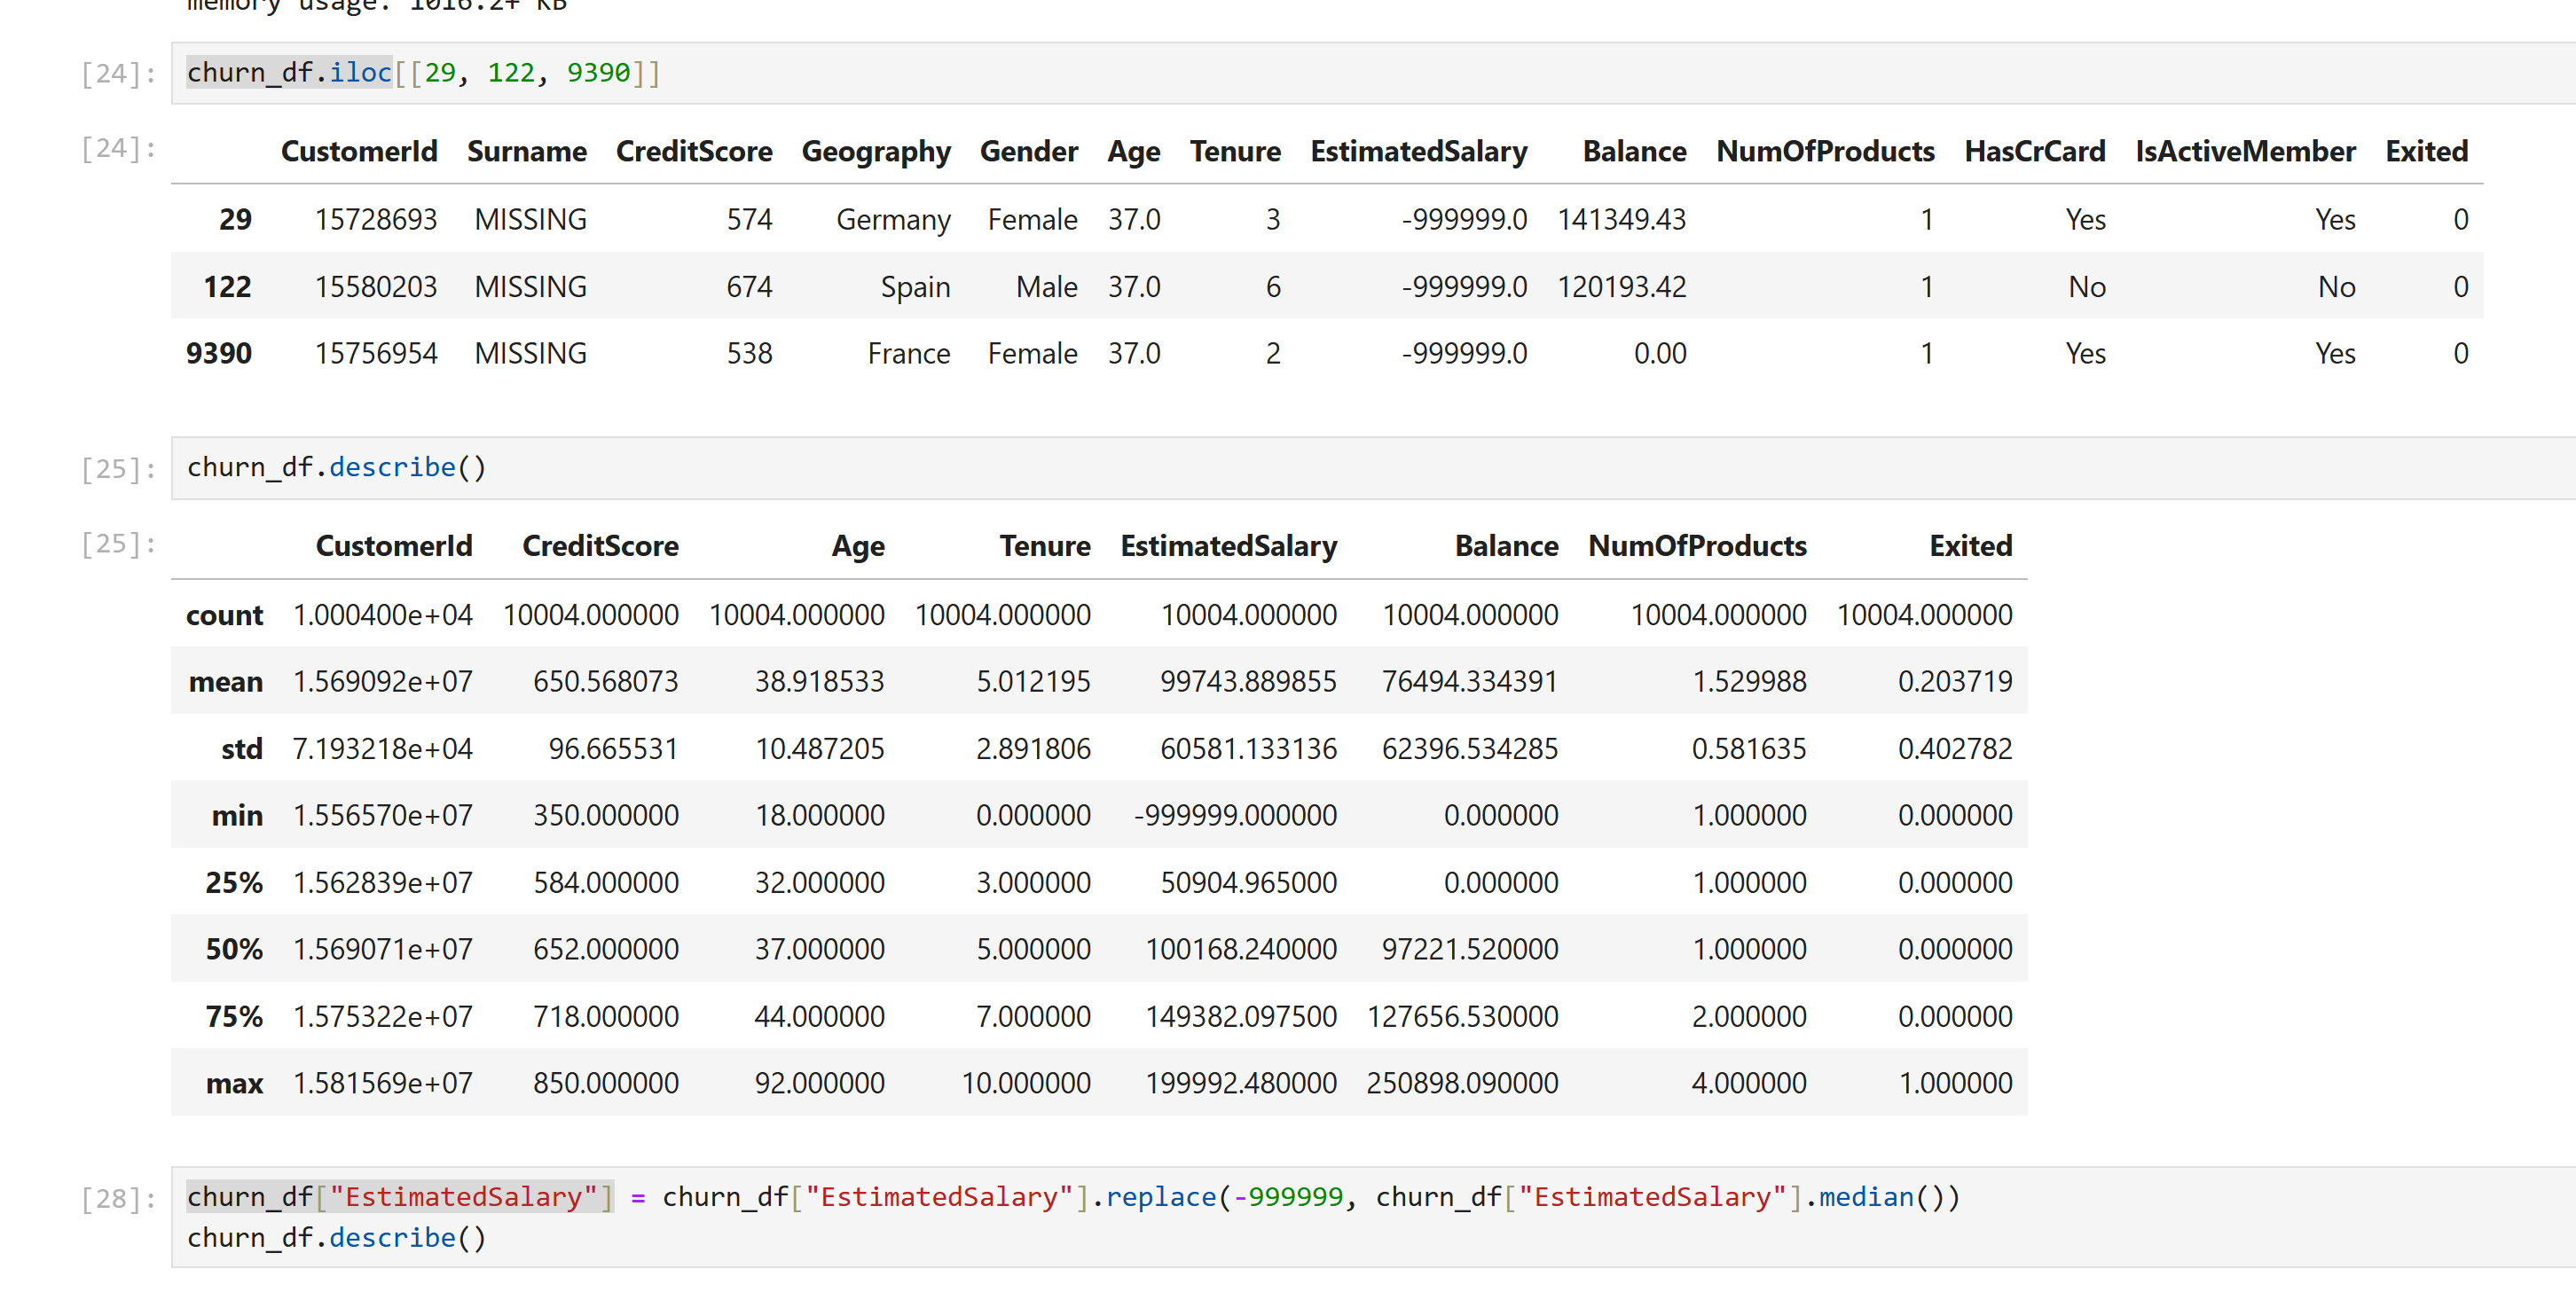 memory usage: 1016.2+ KB
[24]: churn_df.iloc[[29, 122, 9390]]
[24]: CustomerId Surname CreditScore Geography Gender Age Tenure EstimatedSalary Balance NumOfProducts HasCrCard IsActiveMember Exited
29 15728693 MISSING 574 Germany Female 37.0 3 -999999.0 141349.43 1 Yes Yes 0
122 15580203 MISSING 674 Spain Male 37.0 6 -999999.0 120193.42 1 No No 0
9390 15756954 MISSING 538 France Female 37.0 2 -999999.0 0.00 1 Yes Yes 0
[25]: churn_df.describe()
[25]: CustomerId CreditScore Age Tenure EstimatedSalary Balance NumOfProducts Exited
count 1.000400e+04 10004.000000 10004.000000 10004.000000 10004.000000 10004.000000 10004.000000 10004.000000
mean 1.569092e+07 650.568073 38.918533 5.012195 99743.889855 76494.334391 1.529988 0.203719
std 7.193218e+04 96.665531 10.487205 2.891806 60581.133136 62396.534285 0.581635 0.402782
min 1.556570e+07 350.000000 18.000000 0.000000 -999999.000000 0.000000 1.000000 0.000000
25% 1.562839e+07 584.000000 32.000000 3.000000 50904.965000 0.000000 1.000000 0.000000
50% 1.569071e+07 652.000000 37.000000 5.000000 100168.240000 97221.520000 1.000000 0.000000
75% 1.575322e+07 718.000000 44.000000 7.000000 149382.097500 127656.530000 2.000000 0.000000
max 1.581569e+07 850.000000 92.000000 10.000000 199992.480000 250898.090000 4.000000 1.000000
[28]: churn_df["EstimatedSalary"] = churn_df["EstimatedSalary"].replace(-999999, churn_df["EstimatedSalary"].median())
churn_df.describe()